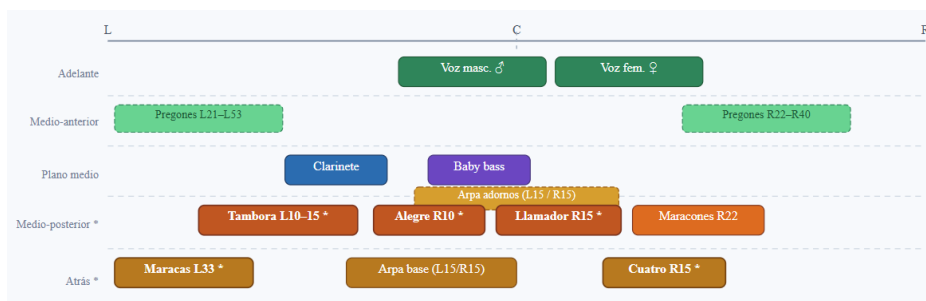 L C R
Adelante Voz masc. ♂ Voz fem. ♀
Medio-anterior Pregones L21–L53 Pregones R22–R40
Plano medio Clarinete Baby bass
Arpa adornos (L15 / R15)
Medio-posterior * Tambora L10–15 * Alegre R10 * Llamador R15 * Maracones R22
Atrás * Maracas L33 * Arpa base (L15/R15) Cuatro R15 *